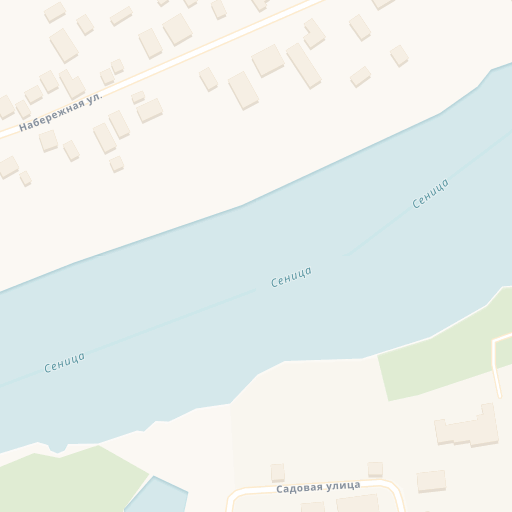 Набережная ул.
Сеница
Сеница
Сеница
Садовая улица